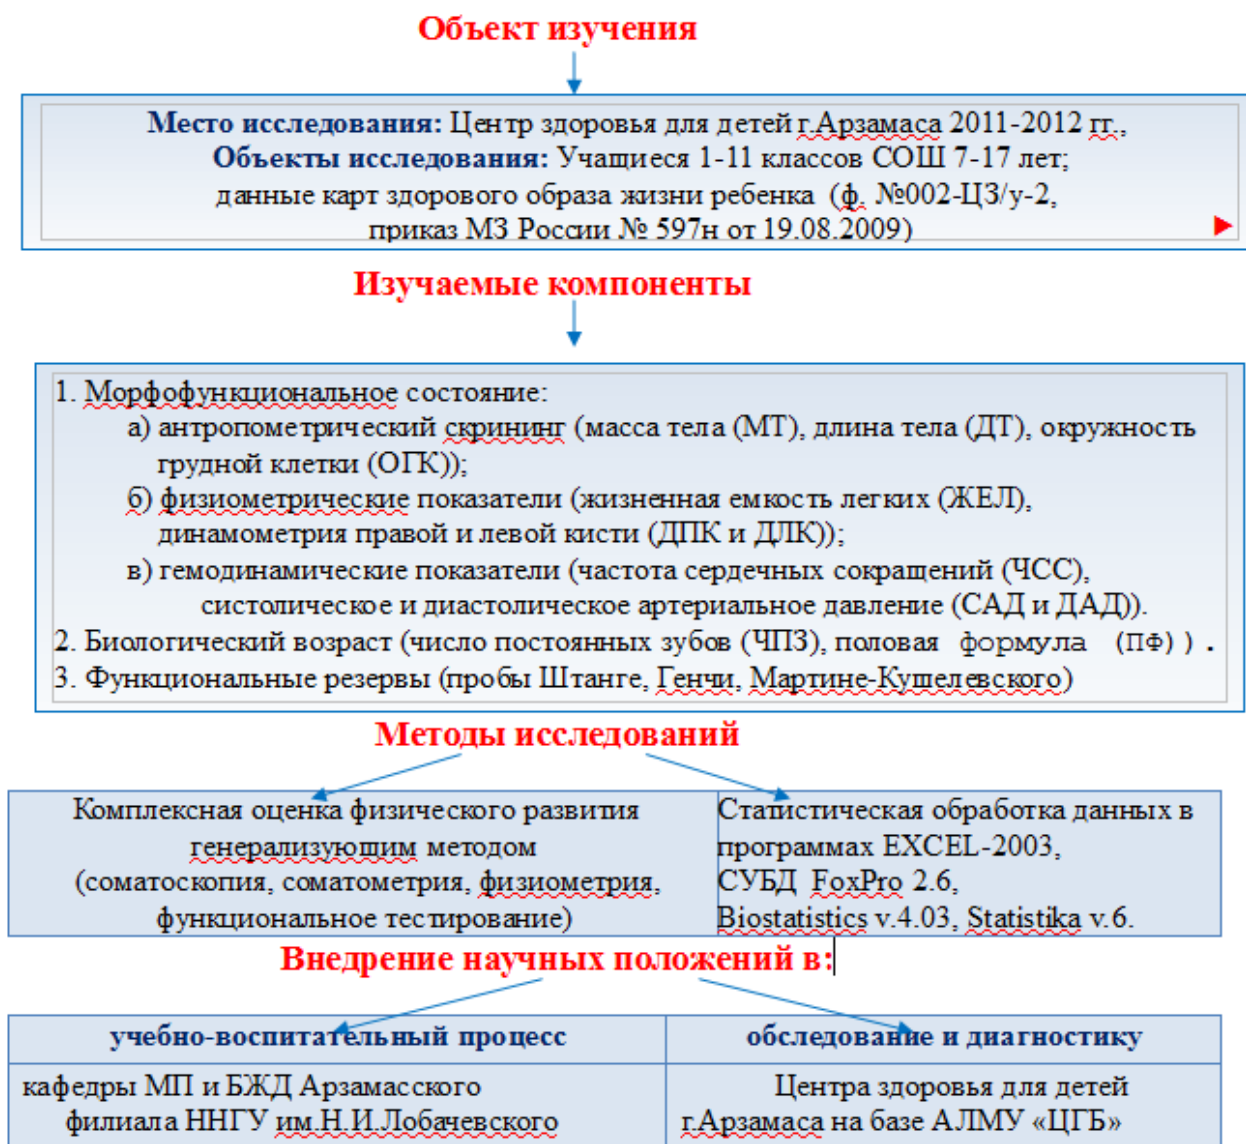 Объект изучения
Место исследования: Центр здоровья для детей г.Арзамаса 2011-2012 гг.,
Объекты исследования: Учащиеся 1-11 классов СОШ 7-17 лет;
данные карт здорового образа жизни ребенка (ф. №002-ЦЗ/у-2,
приказ МЗ России № 597н от 19.08.2009)
Изучаемые компоненты
1. Морфофункциональное состояние:
а) антропометрический скрининг (масса тела (МТ), длина тела (ДТ), окружность
грудной клетки (ОГК));
б) физиометрические показатели (жизненная емкость легких (ЖЕЛ),
динамометрия правой и левой кисти (ДПК и ДЛК));
в) гемодинамические показатели (частота сердечных сокращений (ЧСС),
систолическое и диастолическое артериальное давление (САД и ДАД)).
2. Биологический возраст (число постоянных зубов (ЧПЗ), половая формула (ПФ)).
3. Функциональные резервы (пробы Штанге, Генчи, Мартине-Кушелевского)
Методы исследований
Комплексная оценка физического развития
генерализующим методом
(соматоскопия, соматометрия, физиометрия,
функциональное тестирование)
Статистическая обработка данных в
программах EXCEL-2003,
СУБД FoxPro 2.6,
Biostatistics v.4.03, Statistika v.6.
Внедрение научных положений в:
учебно-воспитательный процесс
кафедры МП и БЖД Арзамасского
филиала ННГУ им.Н.И.Лобачевского
обследование и диагностику
Центра здоровья для детей
г.Арзамаса на базе АЛМУ «ЦГБ»